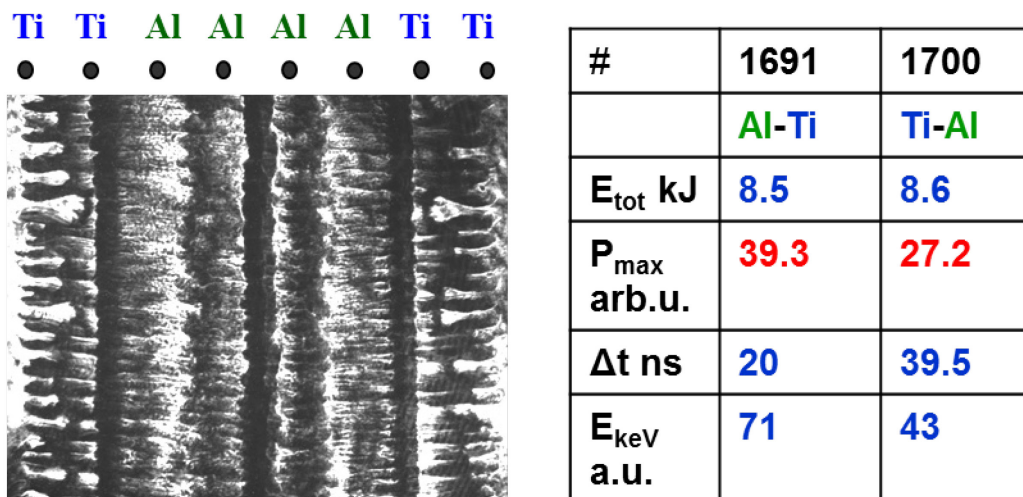 Ti Ti Al Al Al Al Ti Ti
# 1691 1700
Al-Ti Ti-Al
Etot kJ 8.5 8.6
Pmax arb.u. 39.3 27.2
Δt ns 20 39.5
EkeV a.u. 71 43